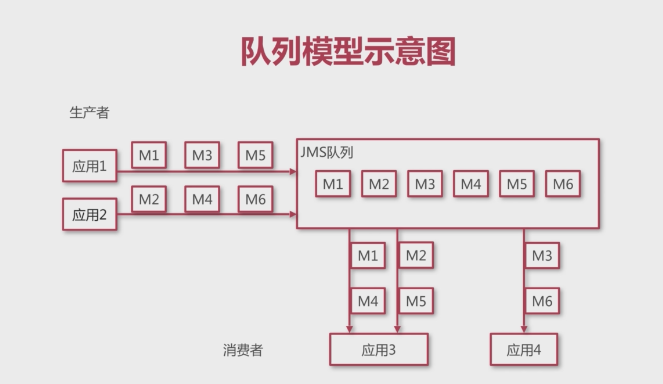 队列模型示意图
生产者
应用1
M1 M3 M5
应用2
M2 M4 M6
JMS队列
M1 M2 M3 M4 M5 M6
M1 M2 M3
M4 M5 M6
消费者
应用3
应用4